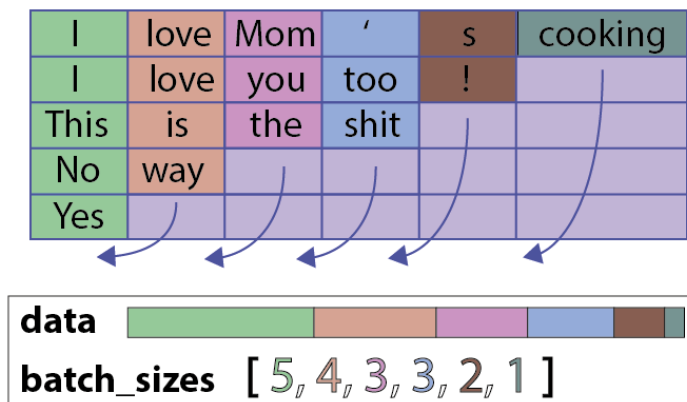 I love Mom ‘ s cooking
I love you too !
This is the shit
No way
Yes
data
batch_sizes [ 5, 4, 3, 3, 2, 1 ]